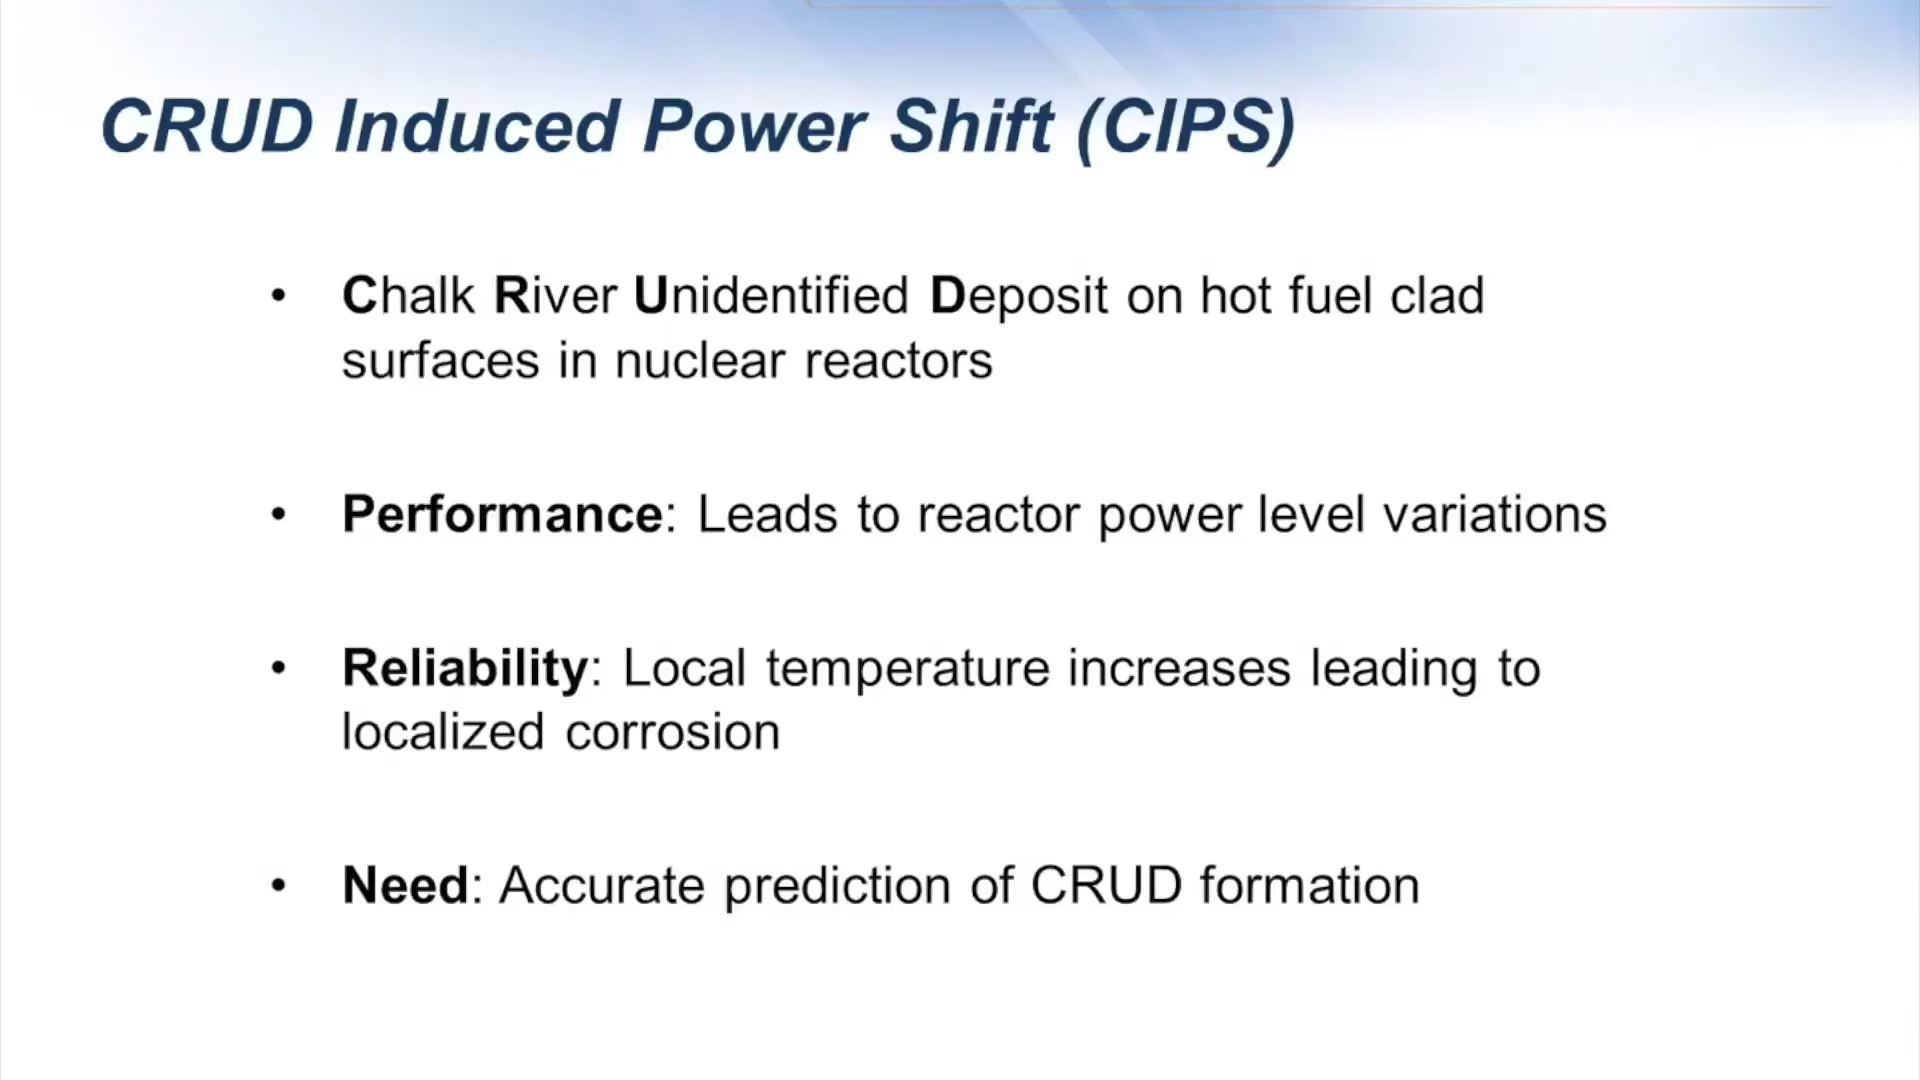 CRUD Induced Power Shift (CIPS)
• Chalk River Unidentified Deposit on hot fuel clad
surfaces in nuclear reactors
• Performance: Leads to reactor power level variations
• Reliability: Local temperature increases leading to
localized corrosion
• Need: Accurate prediction of CRUD formation